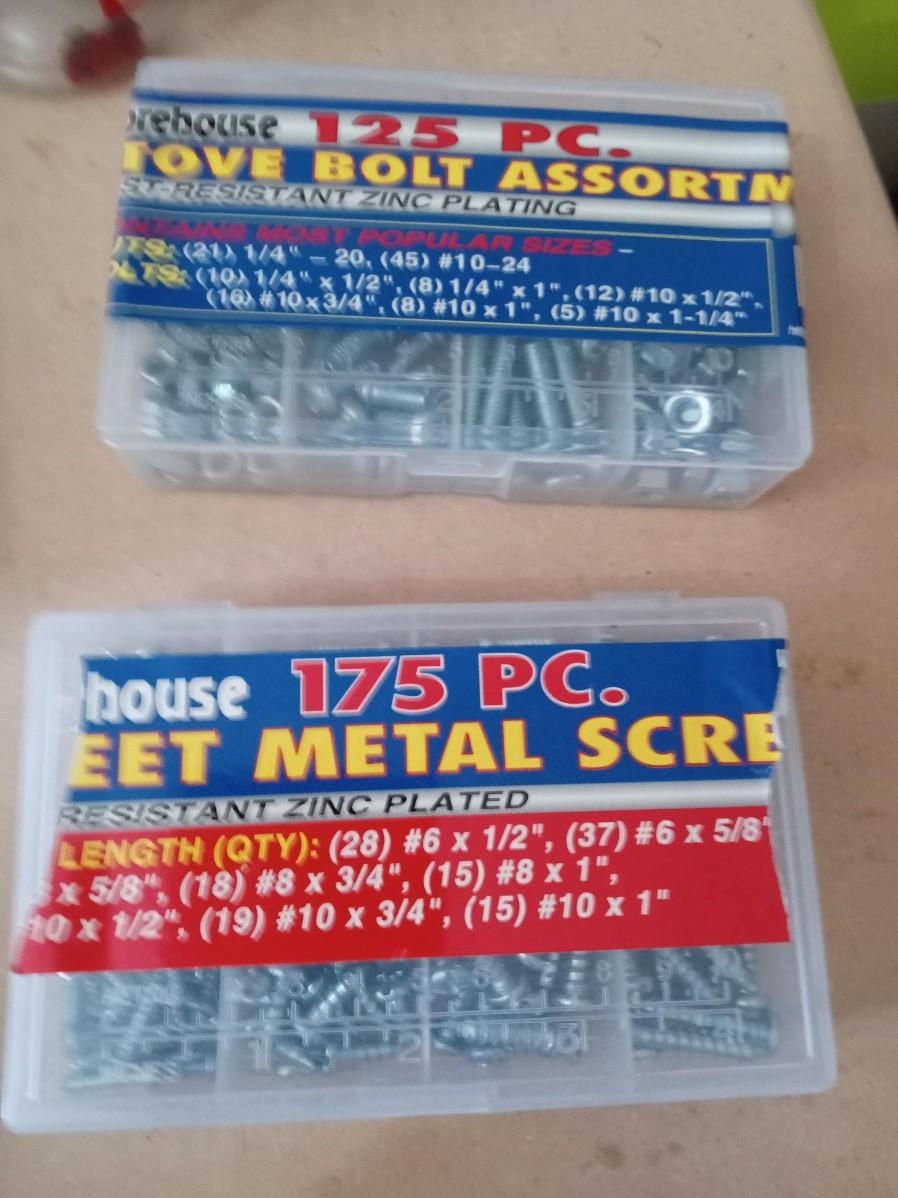 orehouse 125 PC.
TOVE BOLT ASSORTM
ST-RESISTANT ZINC PLATING
NTAINS MOST POPULAR SIZES –
UTS: (21) 1/4" – 20, (45) #10–24
OLTS: (10) 1/4" x 1/2", (8) 1/4" x 1", (12) #10 x 1/2",
(16) #10 x 3/4", (8) #10 x 1", (5) #10 x 1-1/4"
house 175 PC.
EET METAL SCRE
RESISTANT ZINC PLATED
LENGTH (QTY): (28) #6 x 1/2", (37) #6 x 5/8"
x 5/8", (18) #8 x 3/4", (15) #8 x 1",
10 x 1/2", (19) #10 x 3/4", (15) #10 x 1"